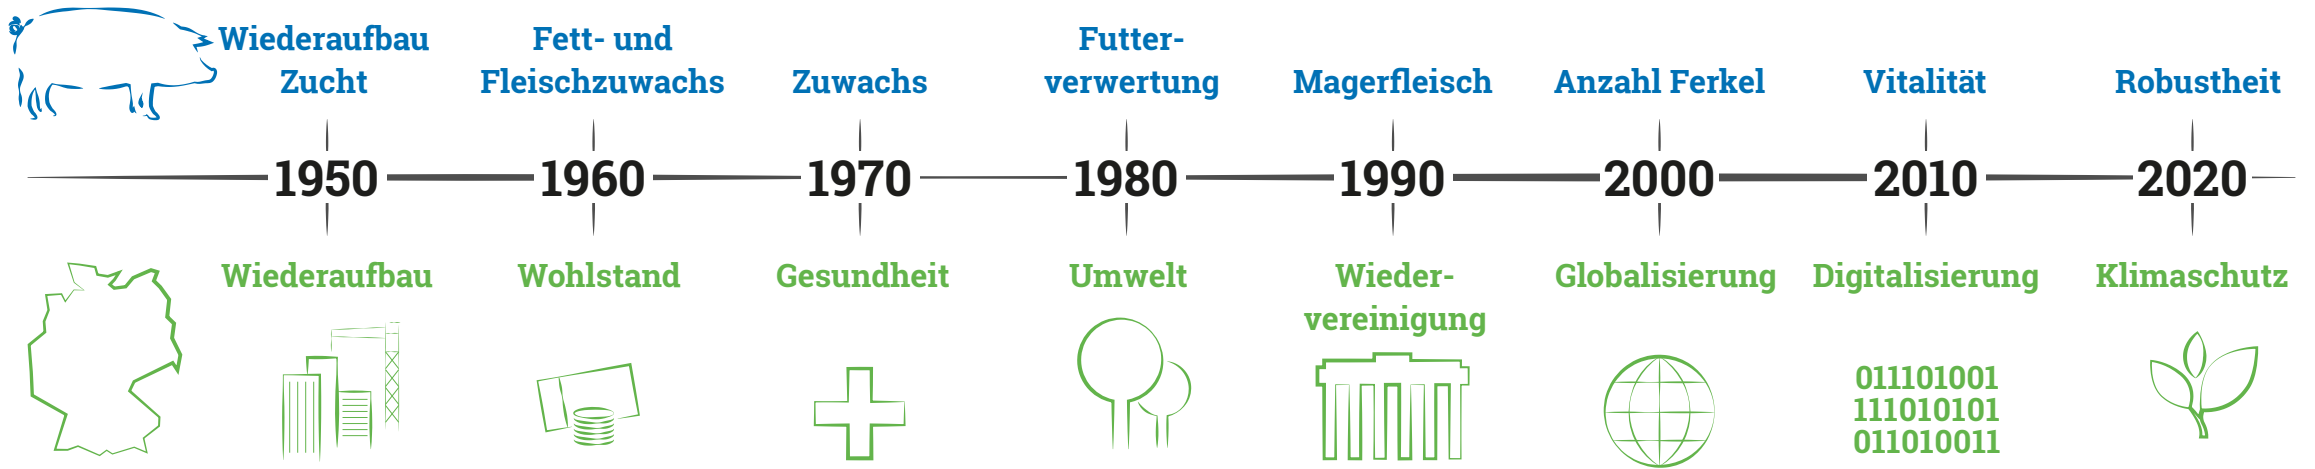 Wiederaufbau
Zucht
Fett- und
Fleischzuwachs
Zuwachs
Futter-
verwertung
Magerfleisch
Anzahl Ferkel
Vitalität
Robustheit
1950
1960
1970
1980
1990
2000
2010
2020
Wiederaufbau
Wohlstand
Gesundheit
Umwelt
Wieder-
vereinigung
Globalisierung
Digitalisierung
Klimaschutz
011101001
111010101
011010011